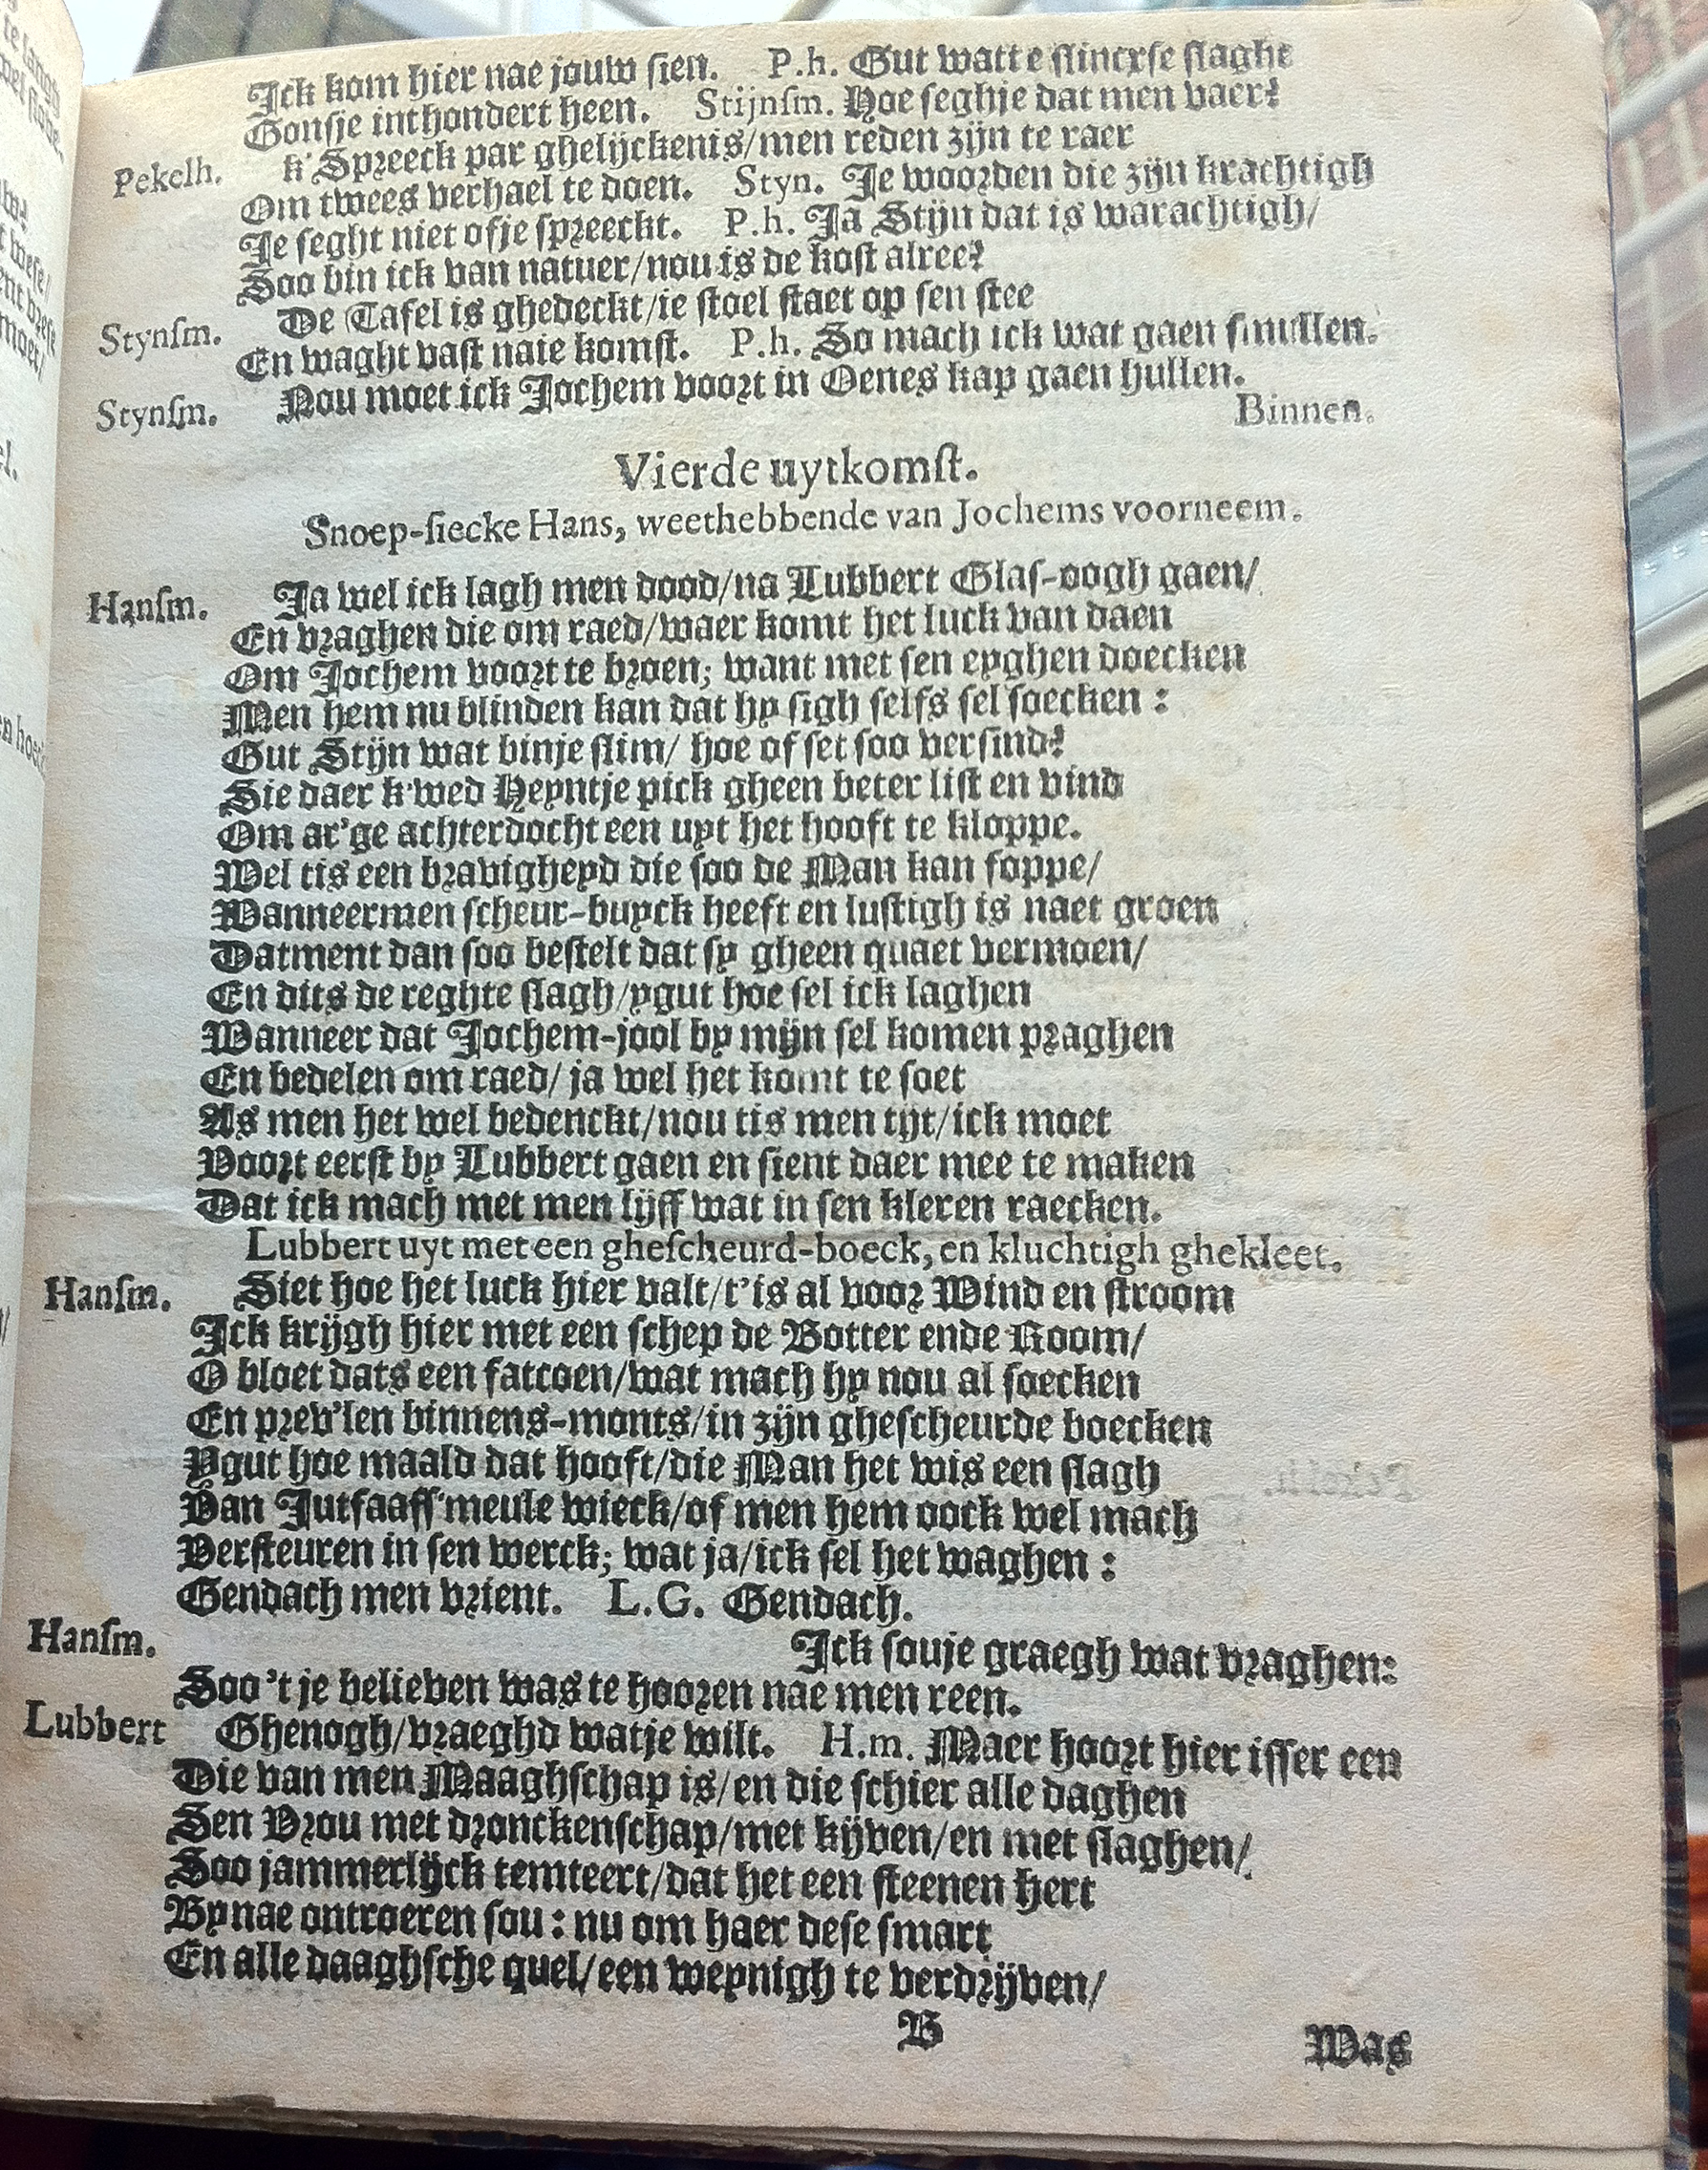 Ick kom hier nae jouw sien. P.h. Gut watte slincxse slaghe
Gonsje inthondert heen. Stijnsm. Hoe seghje dat men vaer?
Pekelh. k'Spreeck par ghelijckenis/men reden zijn te raer
Om twees verhael te doen. Styn. Je woorden die zijn krachtigh
Je seght niet ofje spreeckt. P.h. Ja Stijn dat is warachtigh/
Soo bin ick van natuer/nou is de kost alree?
Stynsm. De Tafel is ghedeckt/ie stoel staet op sen stee
En waght vast naie komst. P.h. So mach ick wat gaen smullen.
Stynsm. Nou moet ick Jochem voort in Oenes kap gaen hullen.
Binnen.
Vierde uytkomst.
Snoep-siecke Hans, weethebbende van Jochems voorneem.
Hansm. Ja wel ick lagh men dood/na Lubbert Glas-oogh gaen/
En vraghen die om raed/waer komt het luck van daen
Om Jochem voort te broen; want met sen eyghen doecken
Men hem nu blinden kan dat hy sigh selfs sel soecken:
Gut Stijn wat binje slim/ hoe of set soo versind?
Sie daer k'wed Heyntje pick gheen beter list en vind
Om ar'ge achterdocht een uyt het hooft te kloppe.
Wel tis een bravigheyd die soo de Man kan foppe/
Wanneermen scheur-buyck heeft en lustigh is naet groen
Datment dan soo bestelt dat sy gheen quaet vermoen/
En dits de reghte slagh/ygut hoe sel ick laghen
Wanneer dat Jochem-jool by mijn sel komen praghen
En bedelen om raed/ ja wel het komt te soet
As men het wel bedenckt/nou tis men tijt/ick moet
Voort eerst by Lubbert gaen en sient daer mee te maken
Dat ick mach met men lijff wat in sen kleren raecken.
Lubbert uyt met een ghescheurd-boeck, en kluchtigh ghekleet.
Hansm. Siet hoe het luck hier valt/t'is al voor Wind en stroom
Ick krijgh hier met een schep de Botter ende Room/
O bloet dats een fatcoen/wat mach hy nou al soecken
En prev'len binnens-monts/in zijn ghescheurde boecken
Ygut hoe maald dat hooft/die Man het wis een slagh
Van Jutfaaff'meule wieck/of men hem oock wel mach
Versteuren in sen werck; wat ja/ick sel het waghen:
Gendach men vrient. L.G. Gendach.
Hansm. Ick souje graegh wat vraghen:
Soo't je believen was te hooren nae men reen.
Lubbert Ghenogh/vraeghd watje wilt. H.m. Maer hoort hier isser een
Die van men Maaghschap is/en die schier alle daghen
Sen Vrou met dronckenschap/met kijven/en met slaghen/
Soo jammerlijck temteert/dat het een steenen hert
Bynae ontroeren sou: nu om haer dese smart
En alle daaghsche quel/een weynigh te verdrijven/
B
Was